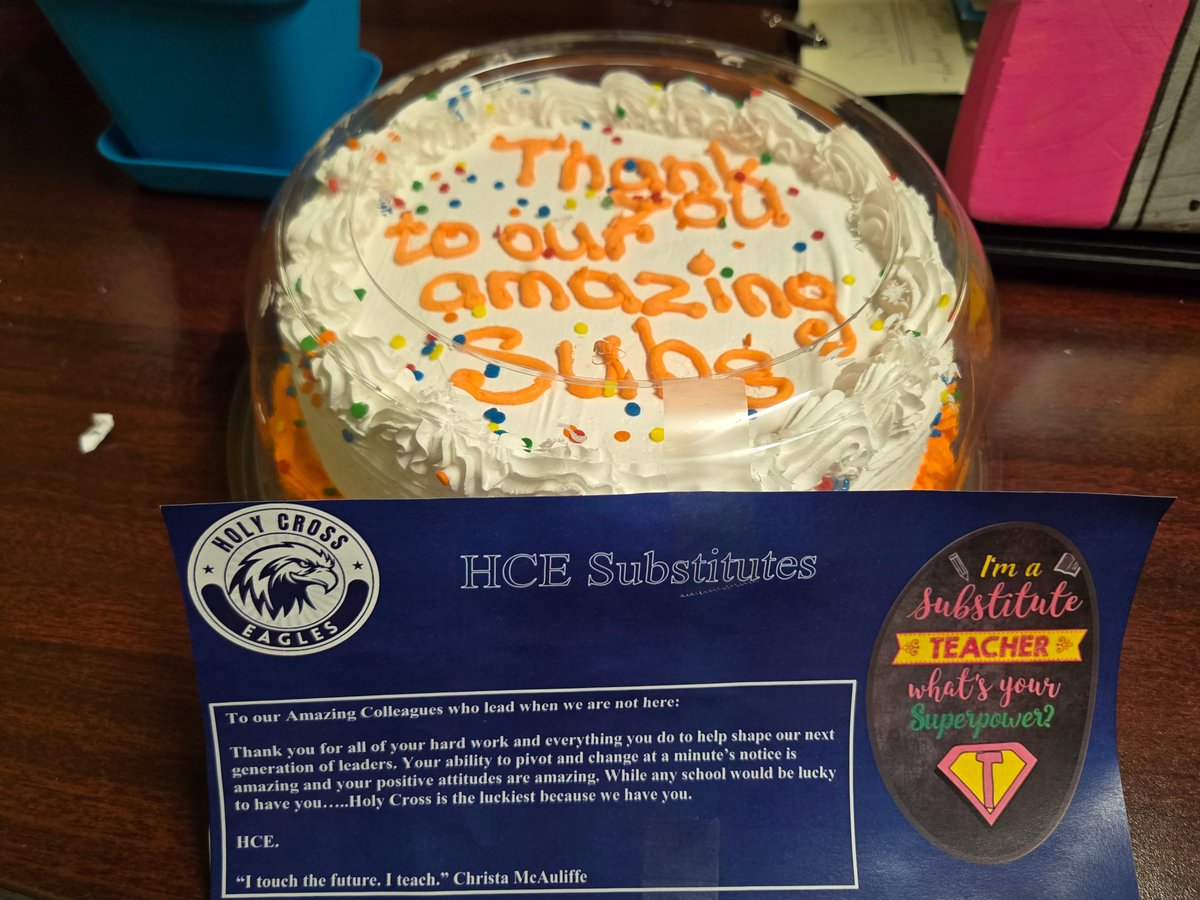 Thank
you
to our
amazing
Subs
HOLY CROSS
EAGLES
HCE Substitutes
I'm a
Substitute
TEACHER
what's your
Superpower?
T
To our Amazing Colleagues who lead when we are not here:
Thank you for all of your hard work and everything you do to help shape our next
generation of leaders. Your ability to pivot and change at a minute's notice is
amazing and your positive attitudes are amazing. While any school would be lucky
to have you…..Holy Cross is the luckiest because we have you.
HCE.
“I touch the future. I teach.” Christa McAuliffe